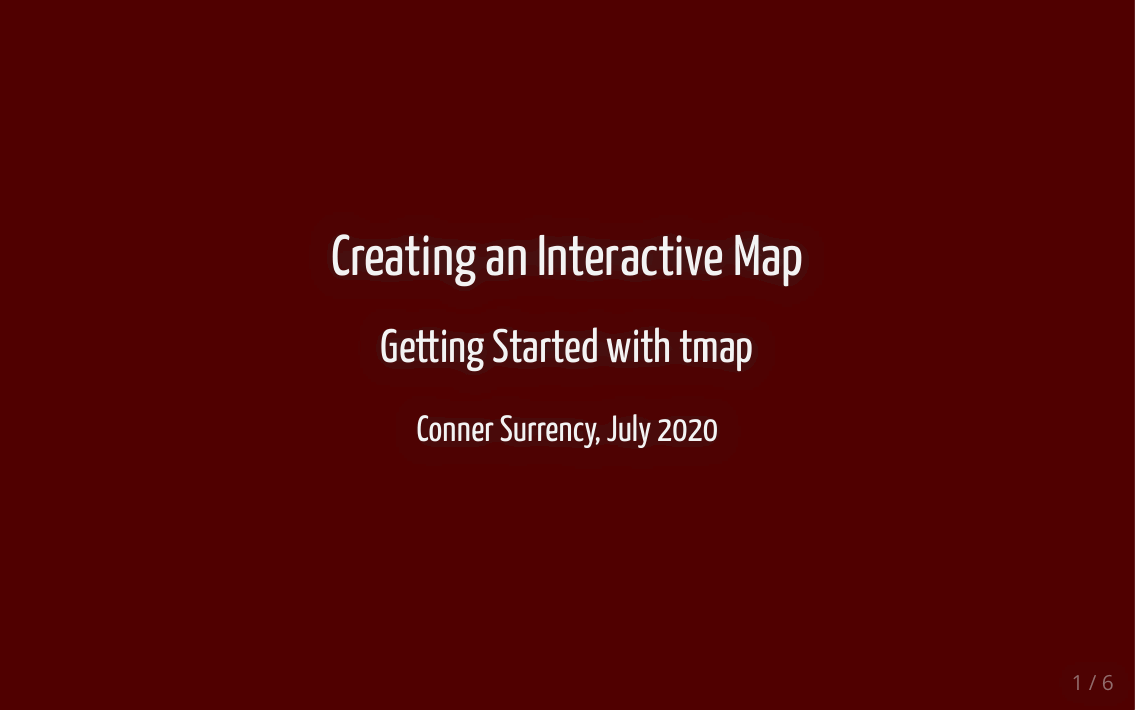 Creating an Interactive Map
Getting Started with tmap
Conner Surrency, July 2020
1 / 6